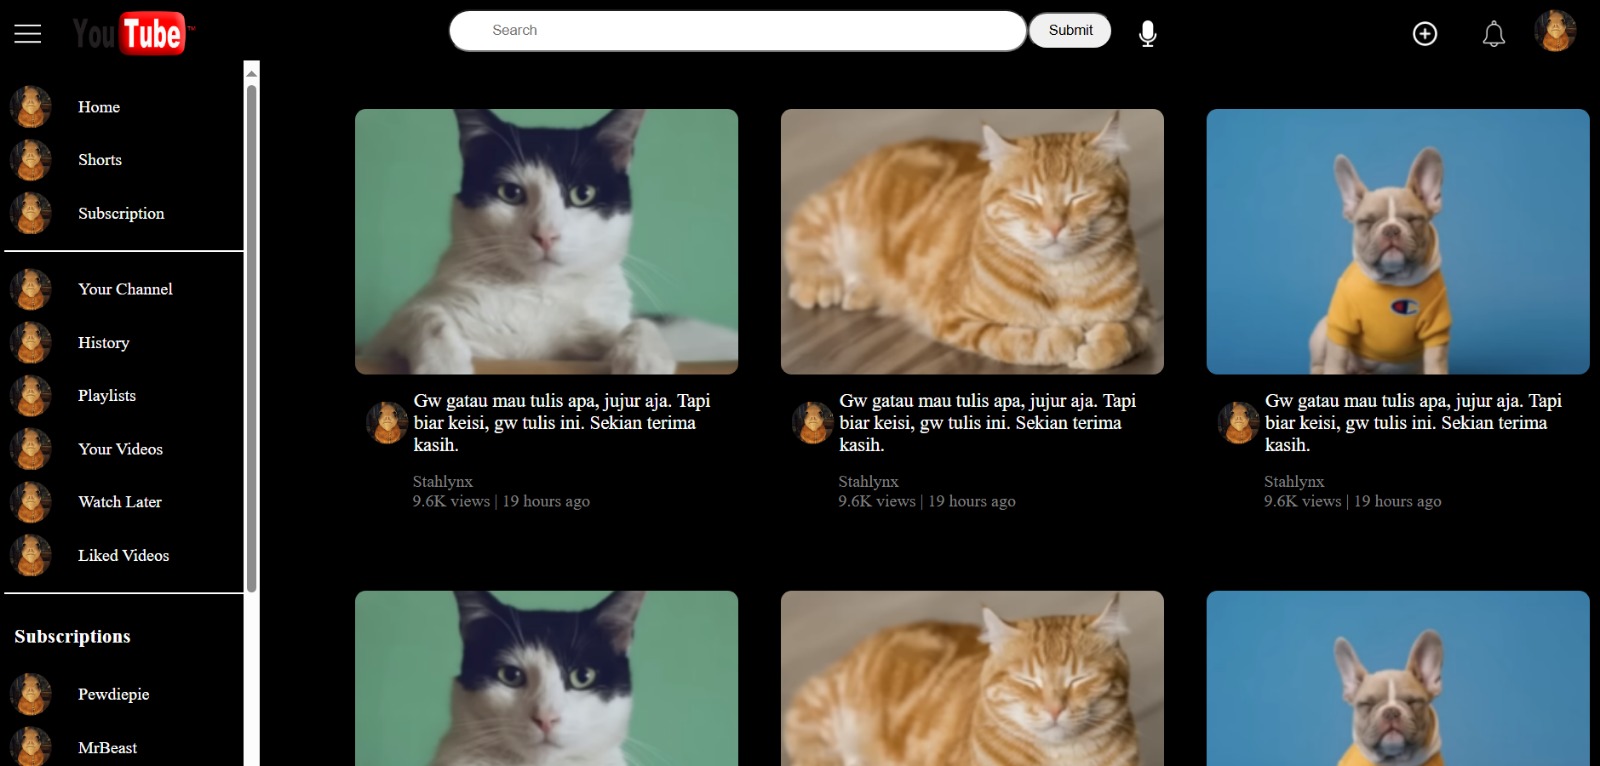 YouTube™
Search
Submit
Home
Shorts
Subscription
Your Channel
History
Playlists
Your Videos
Watch Later
Liked Videos
Subscriptions
Pewdiepie
MrBeast
Gw gatau mau tulis apa, jujur aja. Tapi
biar keisi, gw tulis ini. Sekian terima
kasih.
Stahlynx
9.6K views | 19 hours ago
Gw gatau mau tulis apa, jujur aja. Tapi
biar keisi, gw tulis ini. Sekian terima
kasih.
Stahlynx
9.6K views | 19 hours ago
Gw gatau mau tulis apa, jujur aja. Tapi
biar keisi, gw tulis ini. Sekian terima
kasih.
Stahlynx
9.6K views | 19 hours ago